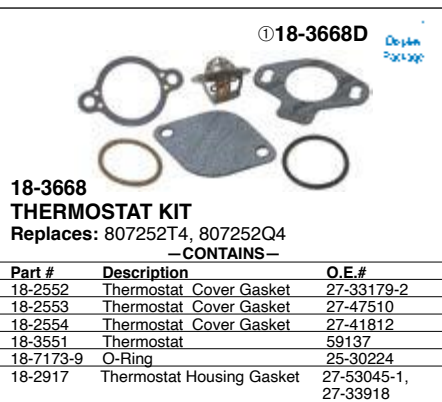 ①18-3668D
Display
Package
18-3668
THERMOSTAT KIT
Replaces: 807252T4, 807252Q4
—CONTAINS—
Part # Description O.E.#
18-2552 Thermostat Cover Gasket 27-33179-2
18-2553 Thermostat Cover Gasket 27-47510
18-2554 Thermostat Cover Gasket 27-41812
18-3551 Thermostat 59137
18-7173-9 O-Ring 25-30224
18-2917 Thermostat Housing Gasket 27-53045-1,
27-33918